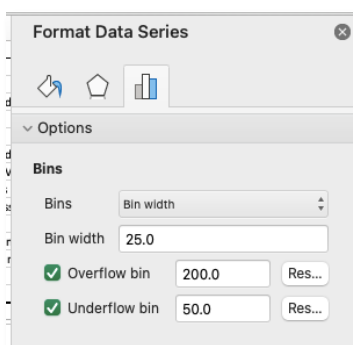 Format Data Series
Options
Bins
Bins Bin width
Bin width 25.0
Overflow bin 200.0 Res...
Underflow bin 50.0 Res...